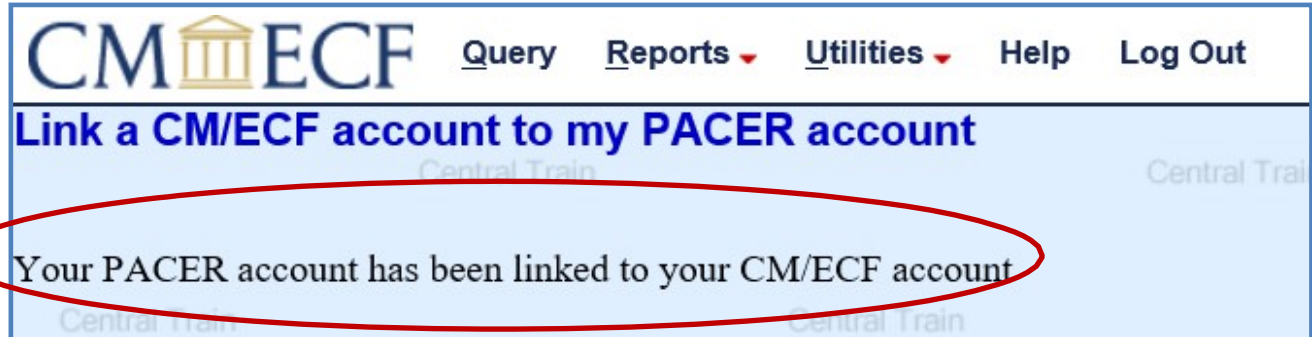 CM ECF Query Reports Utilities Help Log Out
Link a CM/ECF account to my PACER account
Central Train Central Trai
Your PACER account has been linked to your CM/ECF account
Central Train Central Train